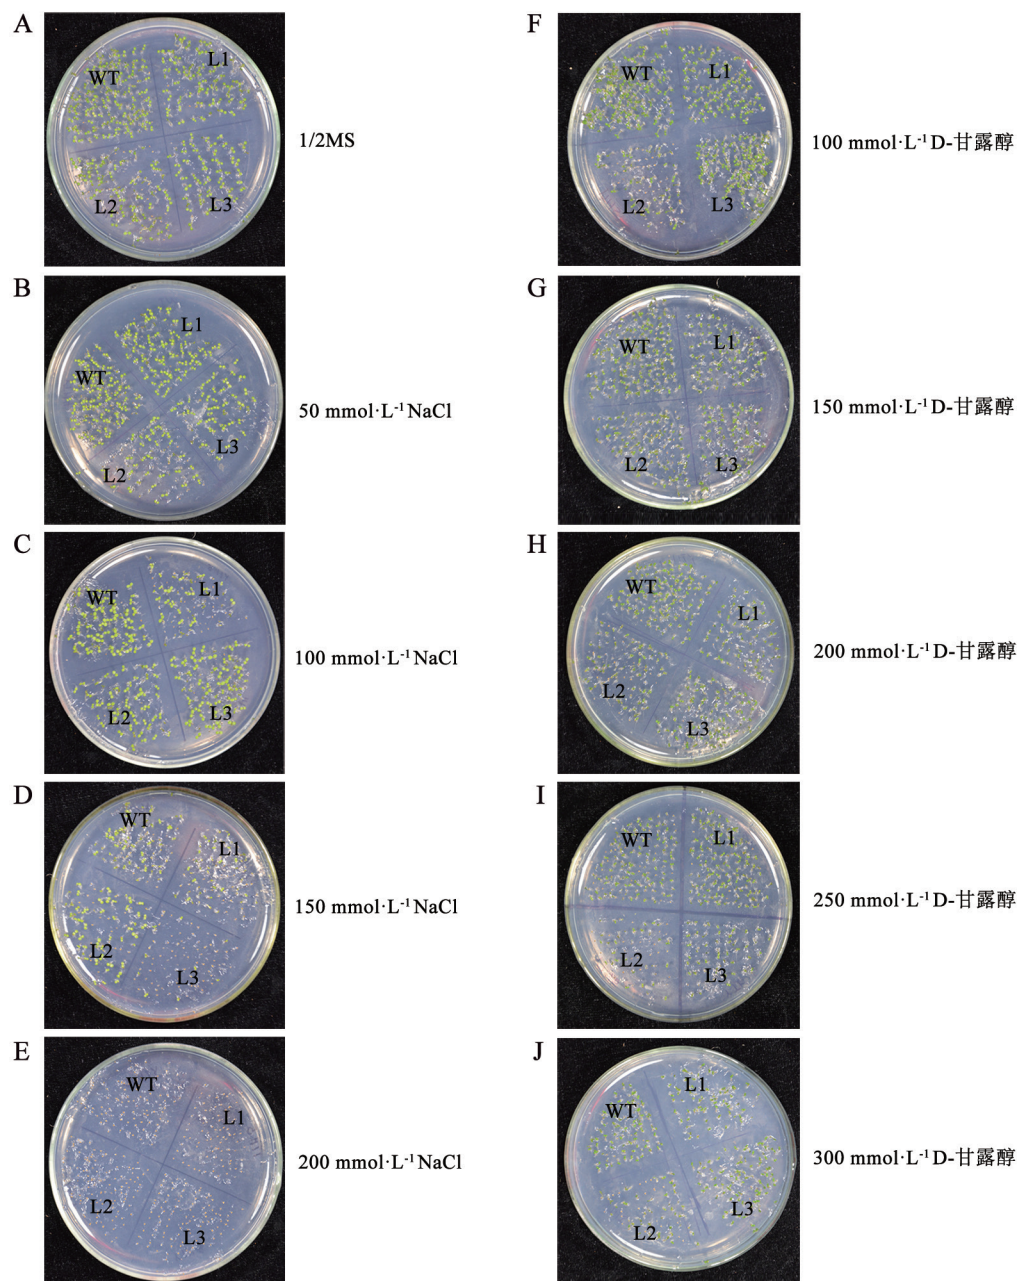 A
WT
L1
L2
L3
1/2MS
B
L1
WT
L3
L2
50 mmol·L⁻¹ NaCl
C
WT
L1
L2
L3
100 mmol·L⁻¹ NaCl
D
WT
L1
L2
L3
150 mmol·L⁻¹ NaCl
E
WT
L1
L2
L3
200 mmol·L⁻¹ NaCl
F
WT
L1
L2
L3
100 mmol·L⁻¹ D-甘露醇
G
WT
L1
L2
L3
150 mmol·L⁻¹ D-甘露醇
H
WT
L1
L2
L3
200 mmol·L⁻¹ D-甘露醇
I
WT
L1
L2
L3
250 mmol·L⁻¹ D-甘露醇
J
L1
WT
L3
L2
300 mmol·L⁻¹ D-甘露醇